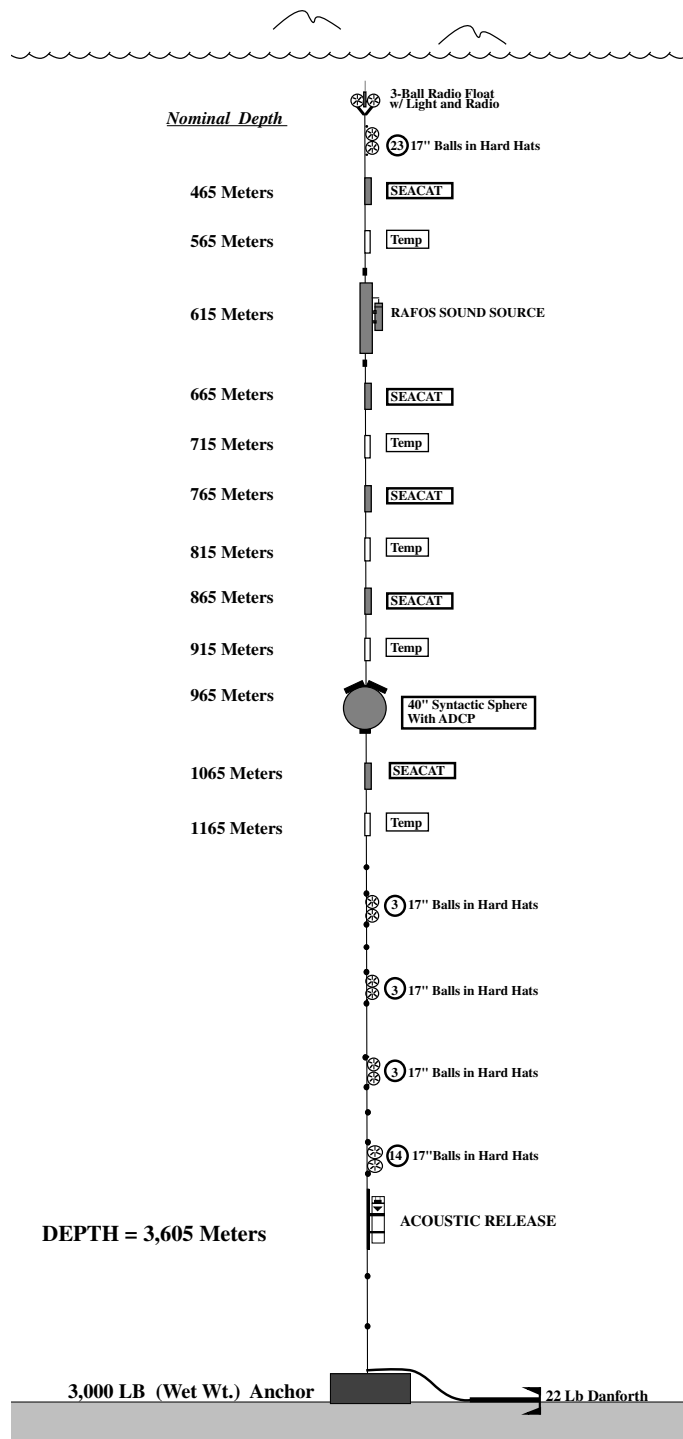 3-Ball Radio Float
w/ Light and Radio
Nominal Depth
23 17" Balls in Hard Hats
465 Meters SEACAT
565 Meters Temp
615 Meters RAFOS SOUND SOURCE
665 Meters SEACAT
715 Meters Temp
765 Meters SEACAT
815 Meters Temp
865 Meters SEACAT
915 Meters Temp
965 Meters
40" Syntactic Sphere
With ADCP
1065 Meters SEACAT
1165 Meters Temp
3 17" Balls in Hard Hats
3 17" Balls in Hard Hats
3 17" Balls in Hard Hats
14 17"Balls in Hard Hats
ACOUSTIC RELEASE
DEPTH = 3,605 Meters
3,000 LB (Wet Wt.) Anchor
22 Lb Danforth